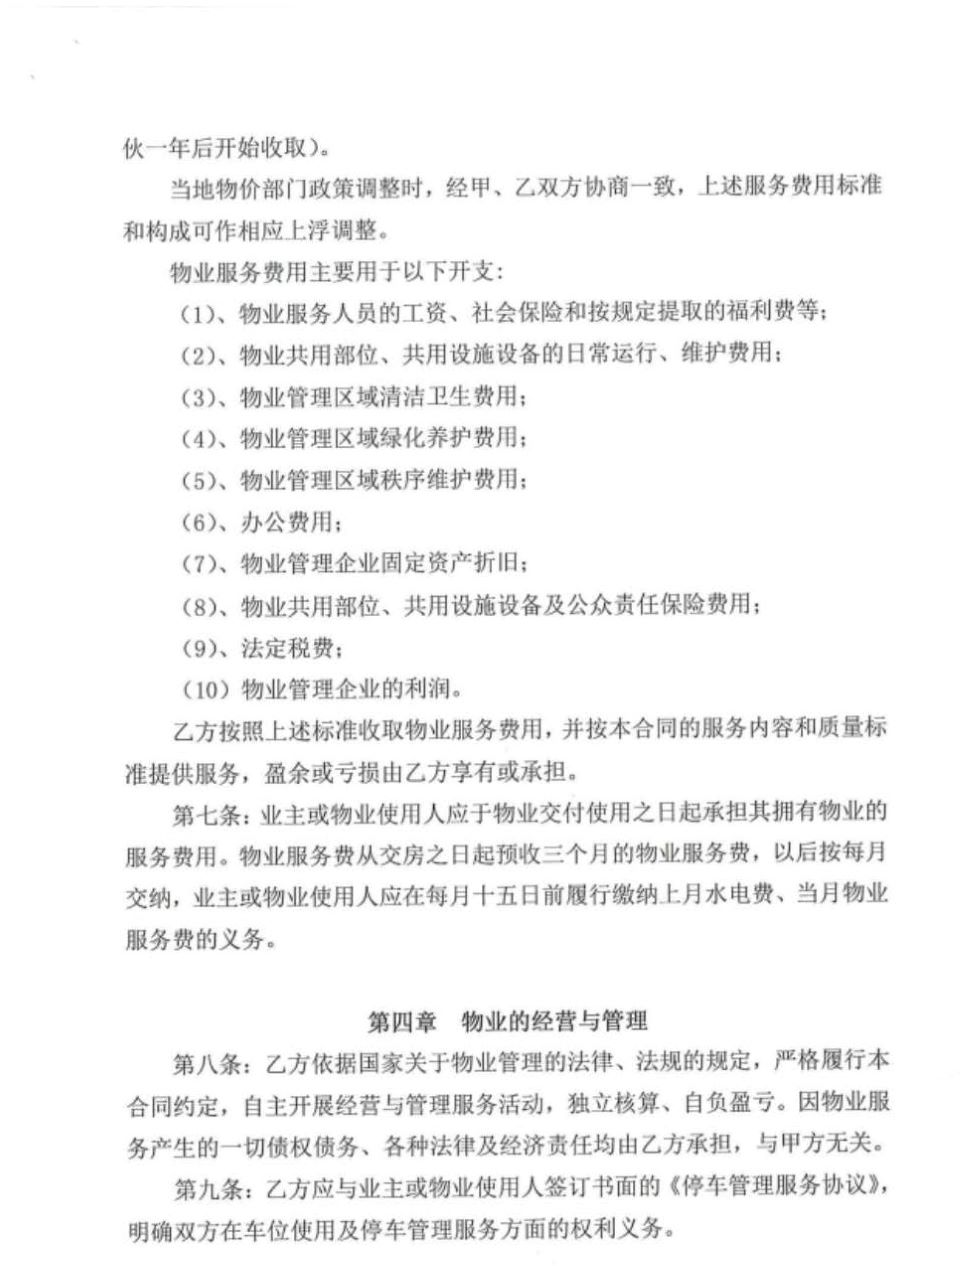 伙一年后开始收取）。
当地物价部门政策调整时，经甲、乙双方协商一致，上述服务费用标准
和构成可作相应上浮调整。
物业服务费用主要用于以下开支：
（1）、物业服务人员的工资、社会保险和按规定提取的福利费等；
（2）、物业共用部位、共用设施设备的日常运行、维护费用；
（3）、物业管理区域清洁卫生费用；
（4）、物业管理区域绿化养护费用；
（5）、物业管理区域秩序维护费用；
（6）、办公费用；
（7）、物业管理企业固定资产折旧；
（8）、物业共用部位、共用设施设备及公众责任保险费用；
（9）、法定税费；
（10）物业管理企业的利润。
乙方按照上述标准收取物业服务费用，并按本合同的服务内容和质量标
准提供服务，盈余或亏损由乙方享有或承担。
第七条：业主或物业使用人应于物业交付使用之日起承担其拥有物业的
服务费用。物业服务费从交房之日起预收三个月的物业服务费，以后按每月
交纳，业主或物业使用人应在每月十五日前履行缴纳上月水电费、当月物业
服务费的义务。
第四章 物业的经营与管理
第八条：乙方依据国家关于物业管理的法律、法规的规定，严格履行本
合同约定，自主开展经营与管理服务活动，独立核算、自负盈亏。因物业服
务产生的一切债权债务、各种法律及经济责任均由乙方承担，与甲方无关。
第九条：乙方应与业主或物业使用人签订书面的《停车管理服务协议》，
明确双方在车位使用及停车管理服务方面的权利义务。